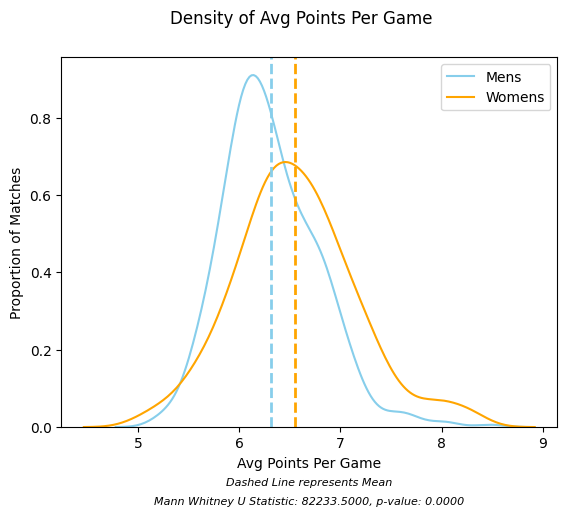 Density of Avg Points Per Game
Mens
Womens
Proportion of Matches
0.8
0.6
0.4
0.2
0.0
5 6 7 8 9
Avg Points Per Game
Dashed Line represents Mean
Mann Whitney U Statistic: 82233.5000, p-value: 0.0000